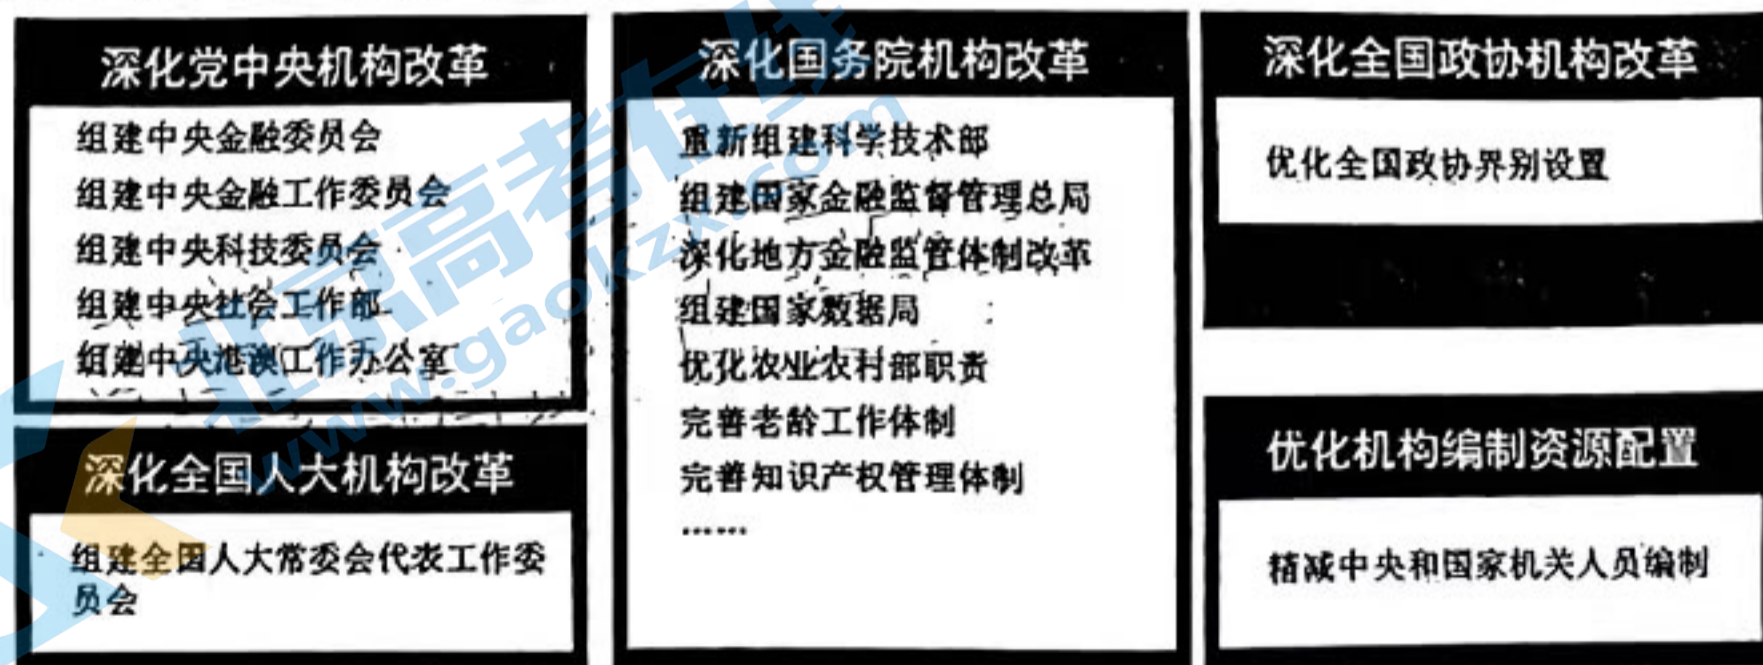 深化党中央机构改革
组建中央金融委员会
组建中央金融工作委员会
组建中央科技委员会
组建中央社会工作部
组建中央港澳工作办公室
深化全国人大机构改革
组建全国人大常委会代表工作委
员会
深化国务院机构改革
重新组建科学技术部
组建国家金融监督管理总局
深化地方金融监管体制改革
组建国家数据局
优化农业农村部职责
完善老龄工作体制
完善知识产权管理体制
……
深化全国政协机构改革
优化全国政协界别设置
优化机构编制资源配置
精减中央和国家机关人员编制
北京高考在线
www.gaokzx.com